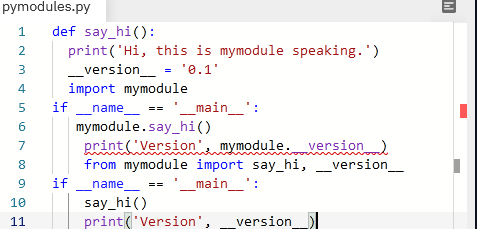 pymodules.py
1 def say_hi():
2 print('Hi, this is mymodule speaking.')
3 __version__ = '0.1'
4 import mymodule
5 if __name__ == '__main__':
6 mymodule.say_hi()
7 print('Version', mymodule.__version__)
8 from mymodule import say_hi, __version__
9 if __name__ == '__main__':
10 say_hi()
11 print('Version', __version__)